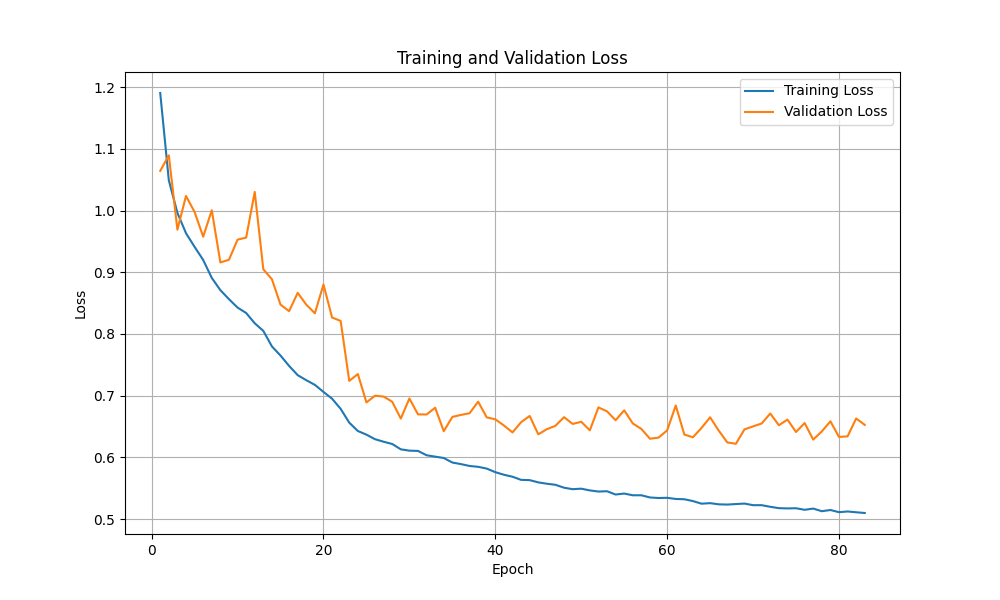 Training and Validation Loss
Training Loss
Validation Loss
1.2
1.1
1.0
0.9
0.8
0.7
0.6
0.5
Loss
0 20 40 60 80
Epoch